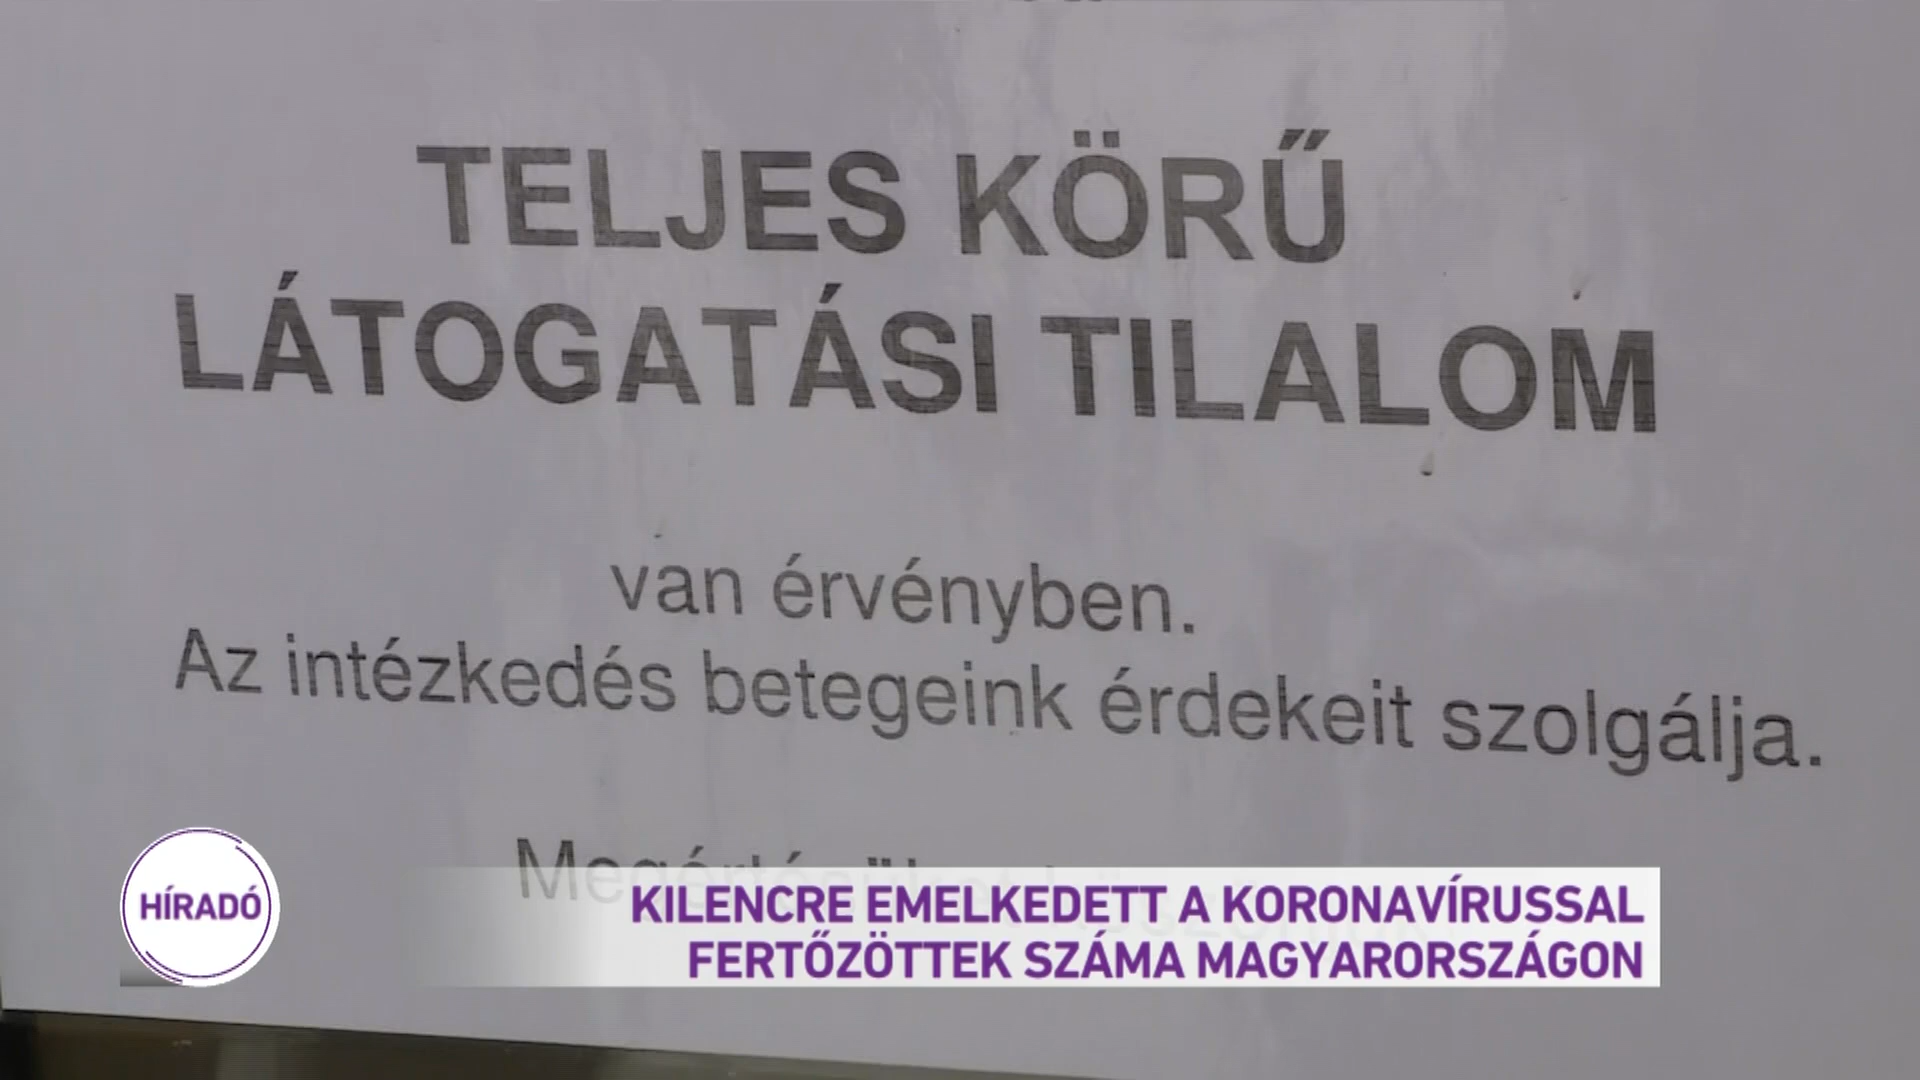 TELJES KÖRŰ
LÁTOGATÁSI TILALOM
van érvényben.
Az intézkedés betegeink érdekeit szolgálja.
HÍRADÓ
KILENCRE EMELKEDETT A KORONAVÍRUSSAL
FERTŐZÖTTEK SZÁMA MAGYARORSZÁGON